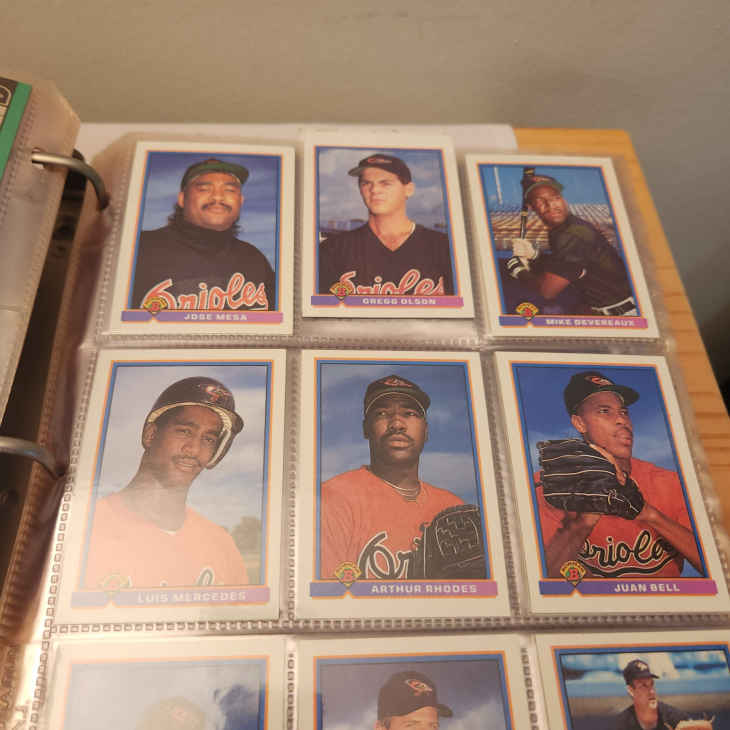 Orioles
JOSE MESA
Orioles
GREGG OLSON
MIKE DEVEREAUX
LUIS MERCEDES
ARTHUR RHODES
Orioles
JUAN BELL